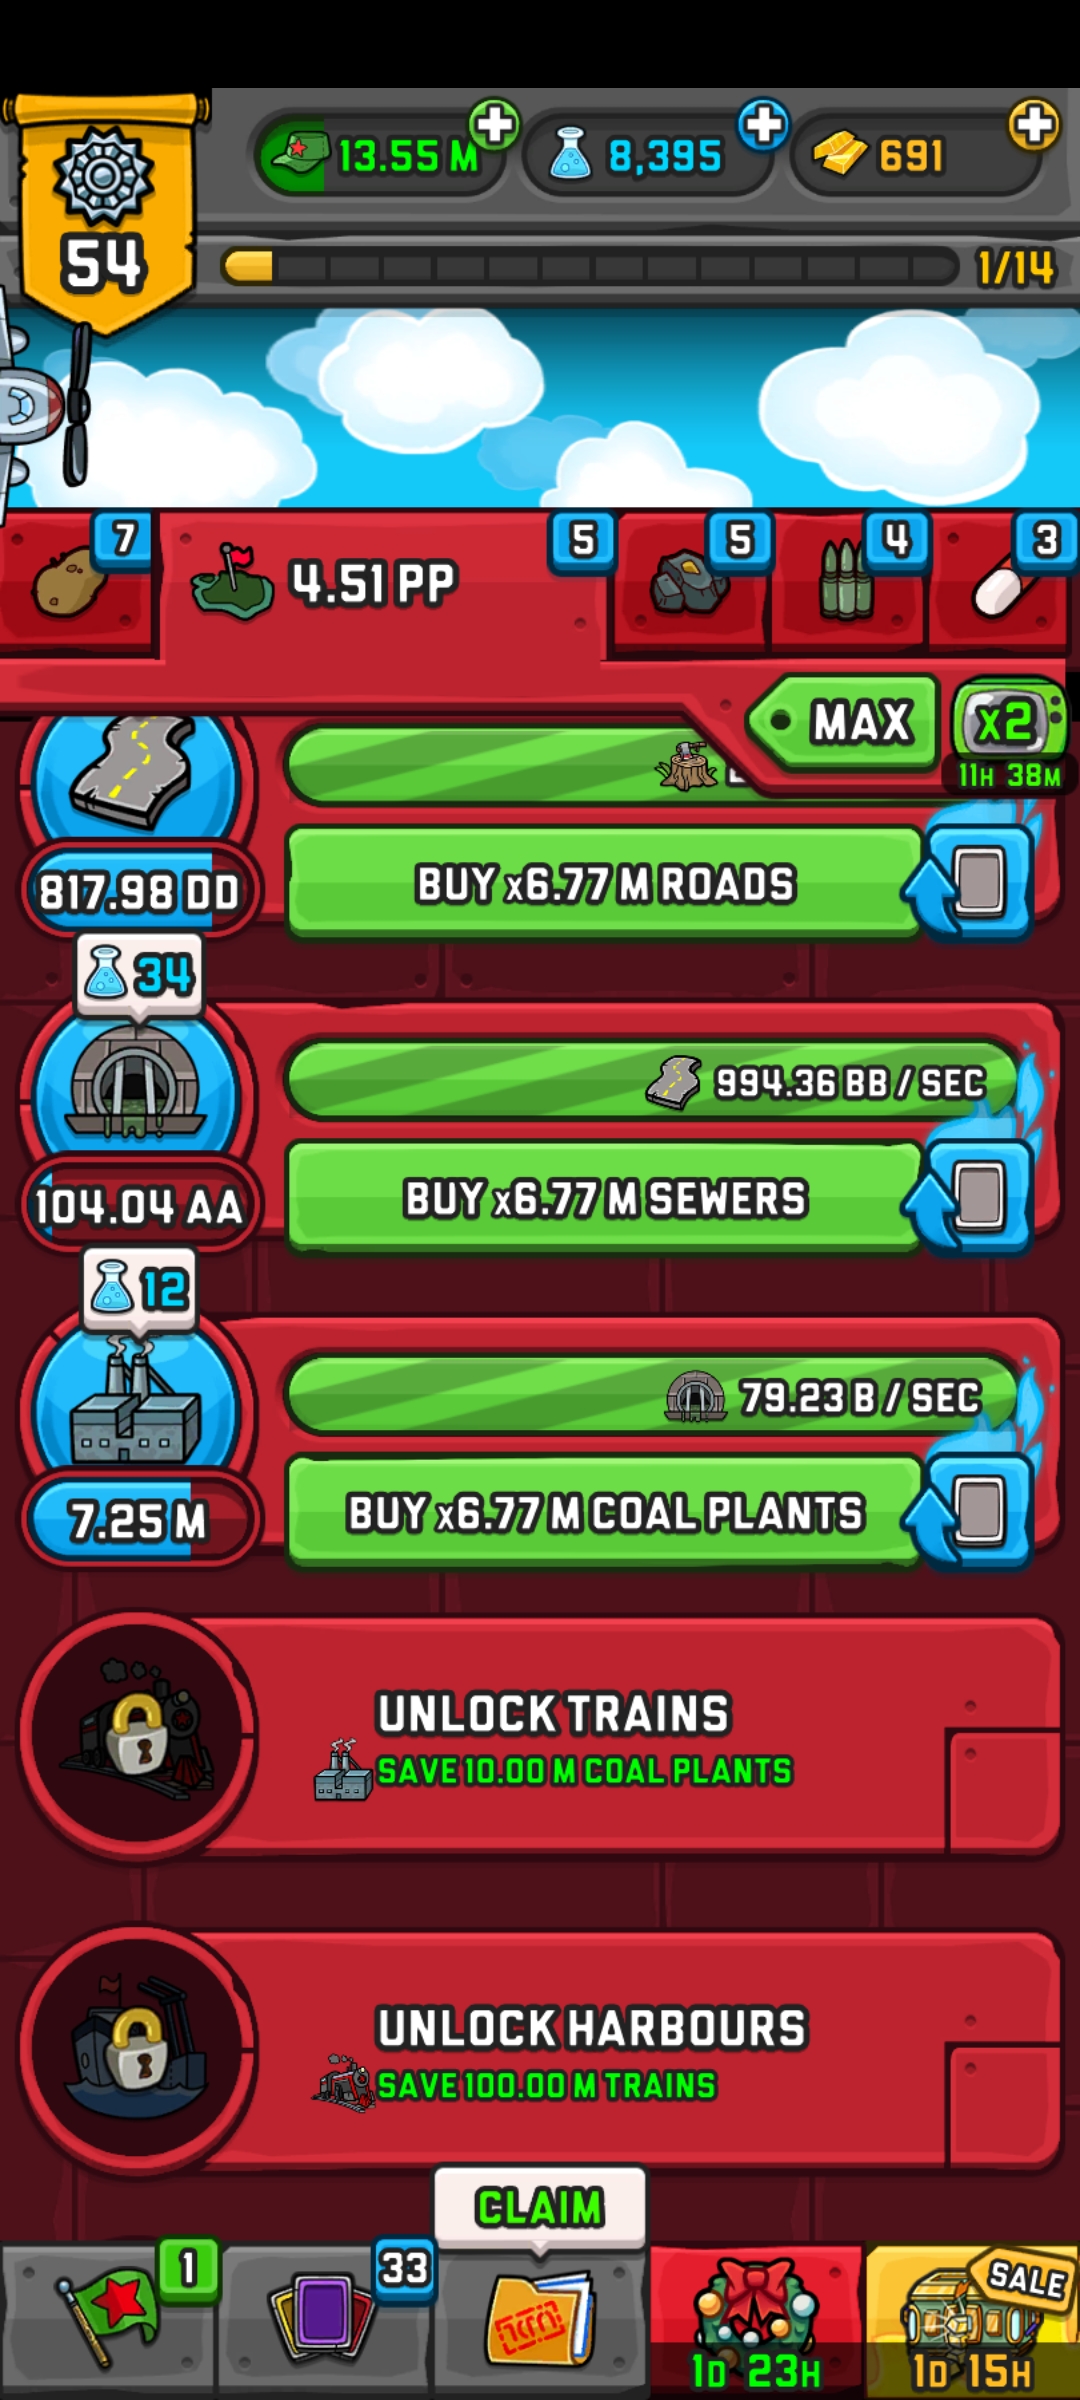 13.55 M
8,395
691
54
1/14
7
4.51 PP
5
5
4
3
MAX
x2
11H 38M
817.98 DD
BUY x6.77 M ROADS
34
994.36 BB / SEC
104.04 AA
BUY x6.77 M SEWERS
12
79.23 B / SEC
7.25 M
BUY x6.77 M COAL PLANTS
UNLOCK TRAINS
SAVE 10.00 M COAL PLANTS
UNLOCK HARBOURS
SAVE 100.00 M TRAINS
CLAIM
1
33
SALE
1D 23H
1D 15H